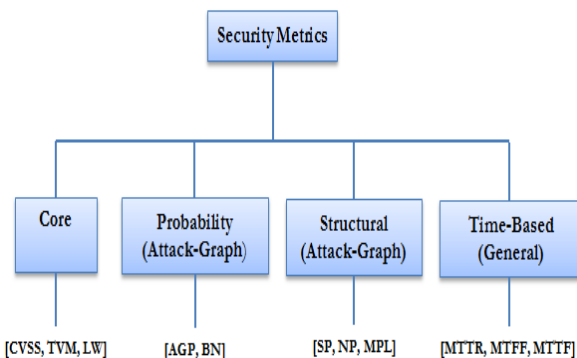 Security Metrics
Core
Probability
(Attack-Graph)
Structural
(Attack-Graph)
Time-Based
(General)
[CVSS, TVM, LW]
[AGP, BN]
[SP, NP, MPL]
[MTTR, MTFF, MTTF]